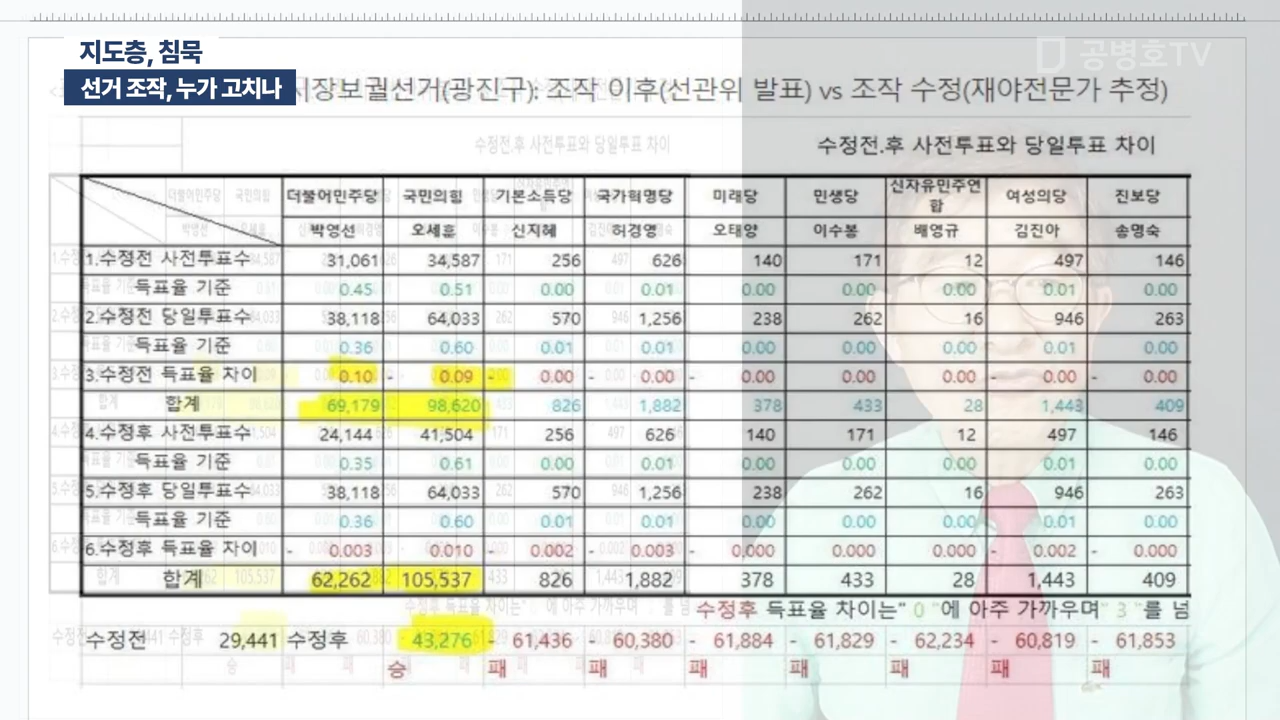 지도층, 침묵
공병호TV
선거 조작, 누가 고치나
시장보궐선거(광진구): 조작 이후(선관위 발표) vs 조작 수정(재야전문가 추정)
수정전.후 사전투표와 당일투표 차이
수정전.후 사전투표와 당일투표 차이
더불어민주당 국민의힘 기본소득당 국가혁명당 미래당 민생당 신자유민주연합 여성의당 진보당
박영선 오세훈 신지혜 허경영 오태양 이수봉 배영규 김진아 송명숙
1.수정전 사전투표수 31,061 34,587 256 626 140 171 12 497 146
득표율 기준 0.45 0.51 0.00 0.01 0.00 0.00 0.00 0.01 0.00
2.수정전 당일투표수 38,118 64,033 570 1,256 238 262 16 946 263
득표율 기준 0.36 0.60 0.01 0.01 0.00 0.00 0.00 0.01 0.00
3.수정전 득표율 차이 0.10 - 0.09 - 0.00 - 0.00 - 0.00 0.00 0.00 - 0.00 - 0.00
합계 69,179 98,620 826 1,882 378 433 28 1,443 409
4.수정후 사전투표수 24,144 41,504 256 626 140 171 12 497 146
득표율 기준 0.35 0.61 0.00 0.01 0.00 0.00 0.00 0.01 0.00
5.수정후 당일투표수 38,118 64,033 570 1,256 238 262 16 946 263
득표율 기준 0.36 0.60 0.01 0.01 0.00 0.00 0.00 0.01 0.00
6.수정후 득표율 차이 - 0.003 0.010 - 0.002 - 0.003 - 0.000 0.000 0.000 - 0.002 - 0.000
합계 62,262 105,537 826 1,882 378 433 28 1,443 409
수정후 득표율 차이는" 0 "에 아주 가까우며" 3 "를 넘
수정전 29,441 수정후 43,276 - 61,436 - 60,380 - 61,884 - 61,829 - 62,234 - 60,819 - 61,853
승 패 패 패 패 패 패 패